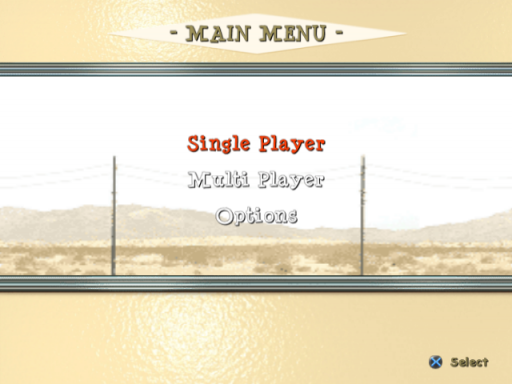 - MAIN MENU -
Single Player
Multi Player
Options
Select